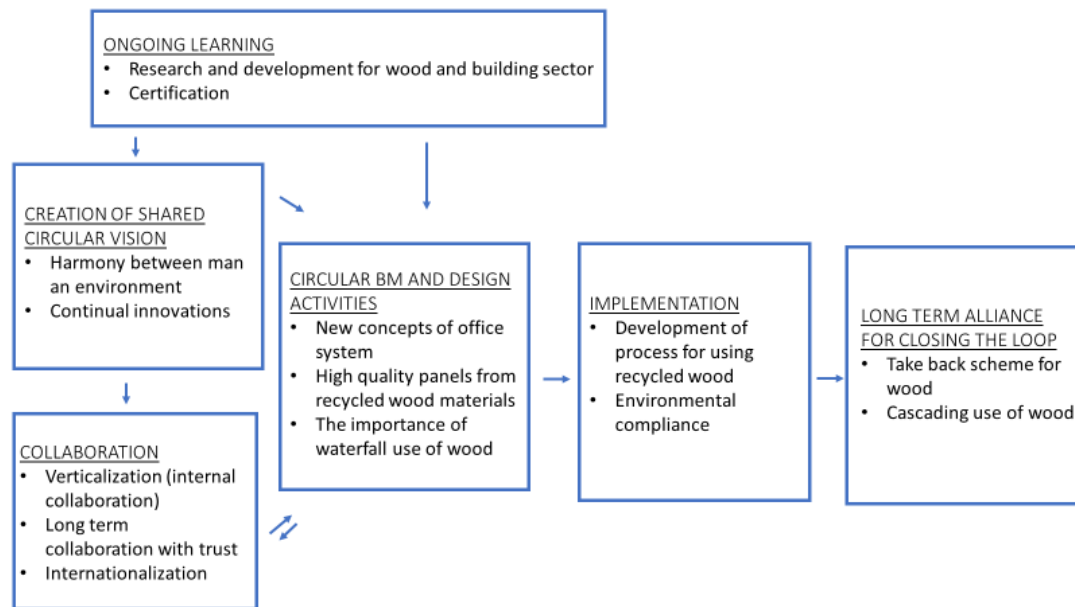 ONGOING LEARNING
• Research and development for wood and building sector
• Certification
CREATION OF SHARED
CIRCULAR VISION
• Harmony between man
an environment
• Continual innovations
COLLABORATION
• Verticalization (internal
collaboration)
• Long term
collaboration with trust
• Internationalization
CIRCULAR BM AND DESIGN
ACTIVITIES
• New concepts of office
system
• High quality panels from
recycled wood materials
• The importance of
waterfall use of wood
IMPLEMENTATION
• Development of
process for using
recycled wood
• Environmental
compliance
LONG TERM ALLIANCE
FOR CLOSING THE LOOP
• Take back scheme for
wood
• Cascading use of wood